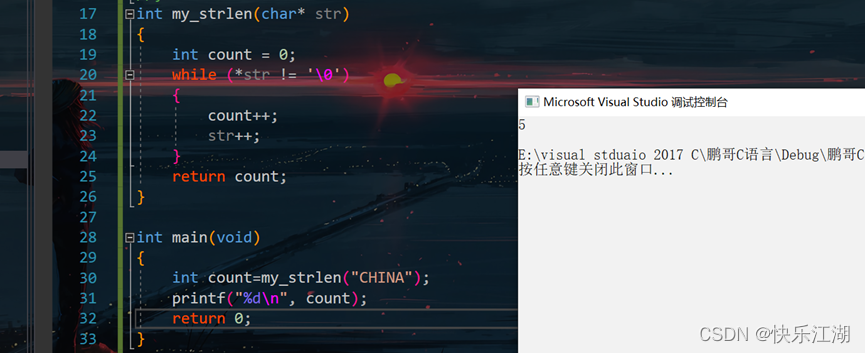 17 int my_strlen(char* str)
18 {
19 int count = 0;
20 while (*str != '\0')
21 {
22 count++;
23 str++;
24 }
25 return count;
26 }
27
28 int main(void)
29 {
30 int count=my_strlen("CHINA");
31 printf("%d\n", count);
32 return 0;
33 }
Microsoft Visual Studio 调试控制台
5
E:\visual stduaio 2017 C\鹏哥C语言\Debug\鹏哥C
按任意键关闭此窗口...
CSDN @快乐江湖